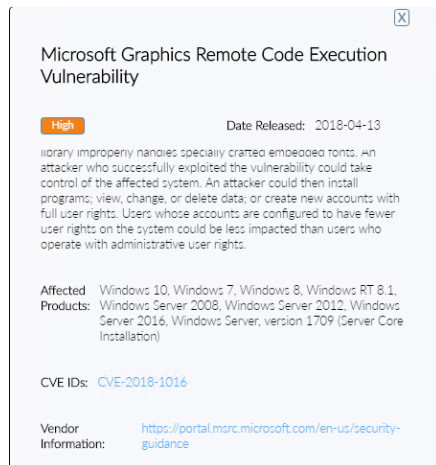 X
Microsoft Graphics Remote Code Execution
Vulnerability
High Date Released: 2018-04-13
library improperly handles specially crafted embedded fonts. An
attacker who successfully exploited the vulnerability could take
control of the affected system. An attacker could then install
programs; view, change, or delete data; or create new accounts with
full user rights. Users whose accounts are configured to have fewer
user rights on the system could be less impacted than users who
operate with administrative user rights.
Affected Windows 10, Windows 7, Windows 8, Windows RT 8.1,
Products: Windows Server 2008, Windows Server 2012, Windows
Server 2016, Windows Server, version 1709 (Server Core
Installation)
CVE IDs: CVE-2018-1016
Vendor https://portal.msrc.microsoft.com/en-us/security-
Information: guidance